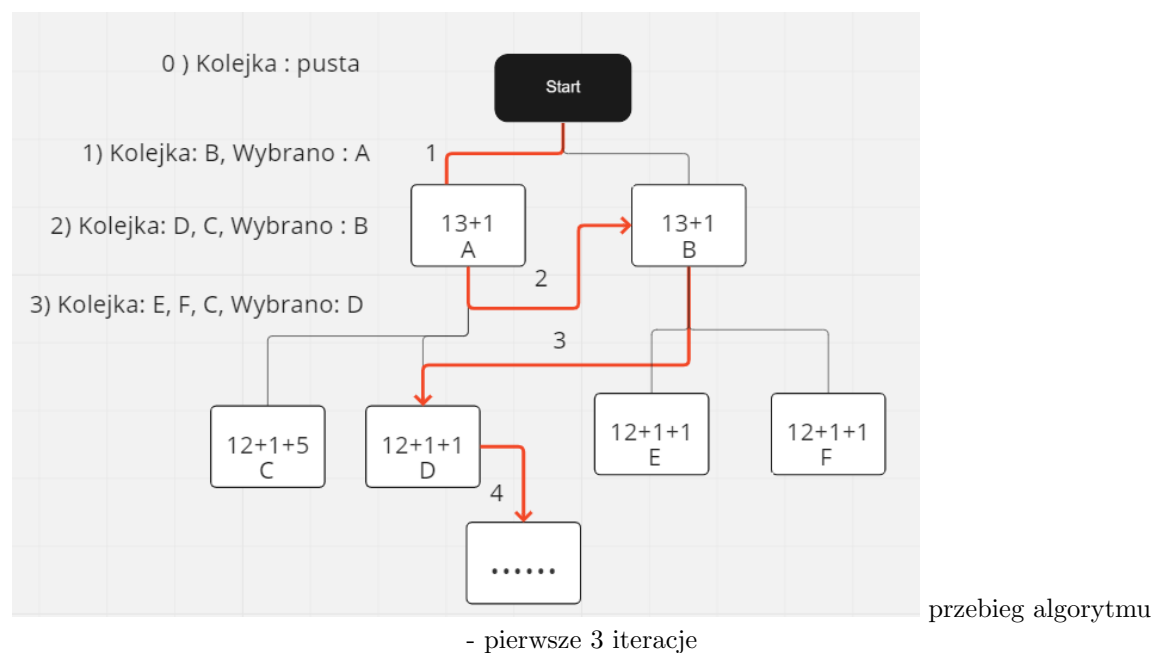 0 ) Kolejka : pusta
Start
1) Kolejka: B, Wybrano : A
1
2) Kolejka: D, C, Wybrano : B
13+1
A
13+1
B
2
3) Kolejka: E, F, C, Wybrano: D
3
12+1+5
C
12+1+1
D
12+1+1
E
12+1+1
F
4
......
przebieg algorytmu
- pierwsze 3 iteracje